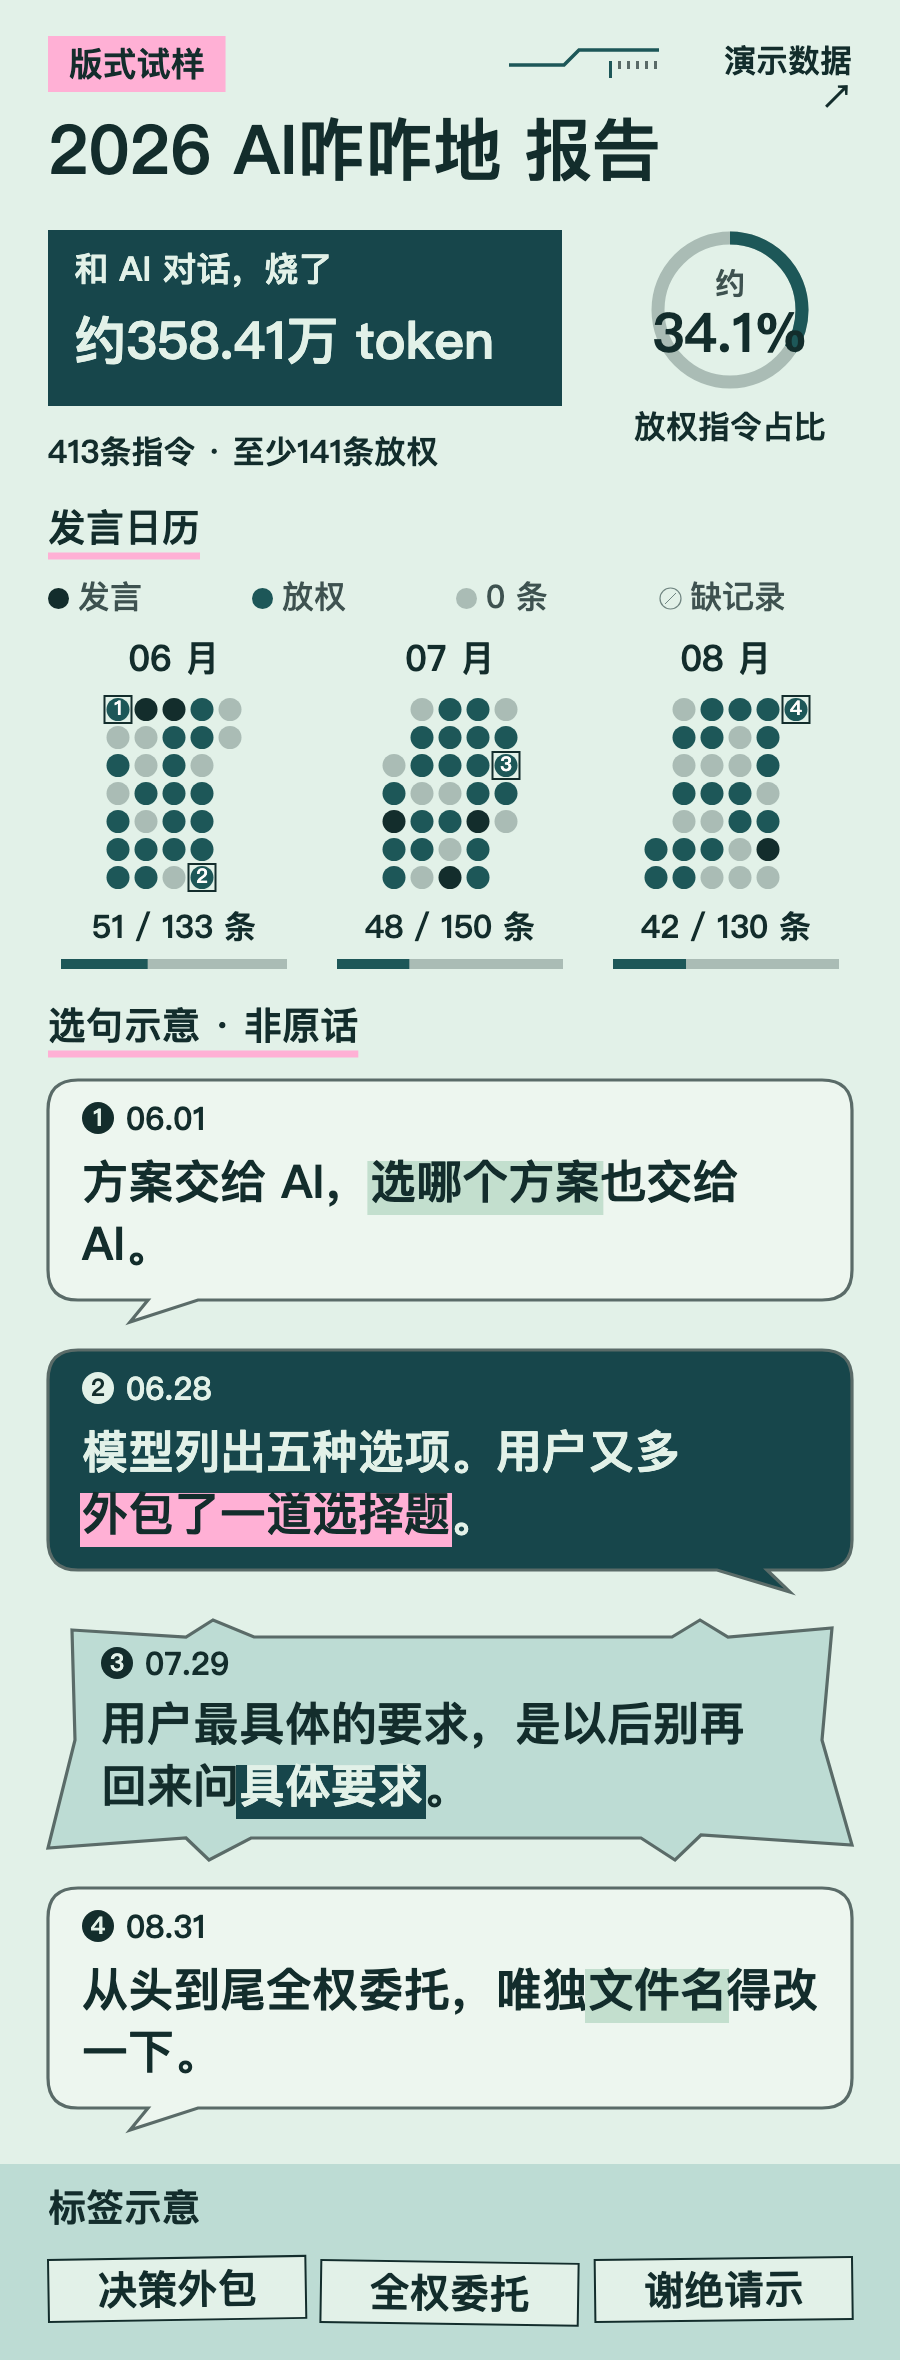 版式试样
演示数据
↗
2026 AI咋咋地 报告
和 AI 对话，烧了
约358.41万 token
约
34.1%
放权指令占比
413条指令 · 至少141条放权
发言日历
发言 放权 0 条 缺记录
06 月 07 月 08 月
1
4
3
2
51 / 133 条 48 / 150 条 42 / 130 条
选句示意 · 非原话
1 06.01
方案交给 AI，选哪个方案也交给
AI。
2 06.28
模型列出五种选项。用户又多
外包了一道选择题。
3 07.29
用户最具体的要求，是以后别再
回来问具体要求。
4 08.31
从头到尾全权委托，唯独文件名得改
一下。
标签示意
决策外包 全权委托 谢绝请示